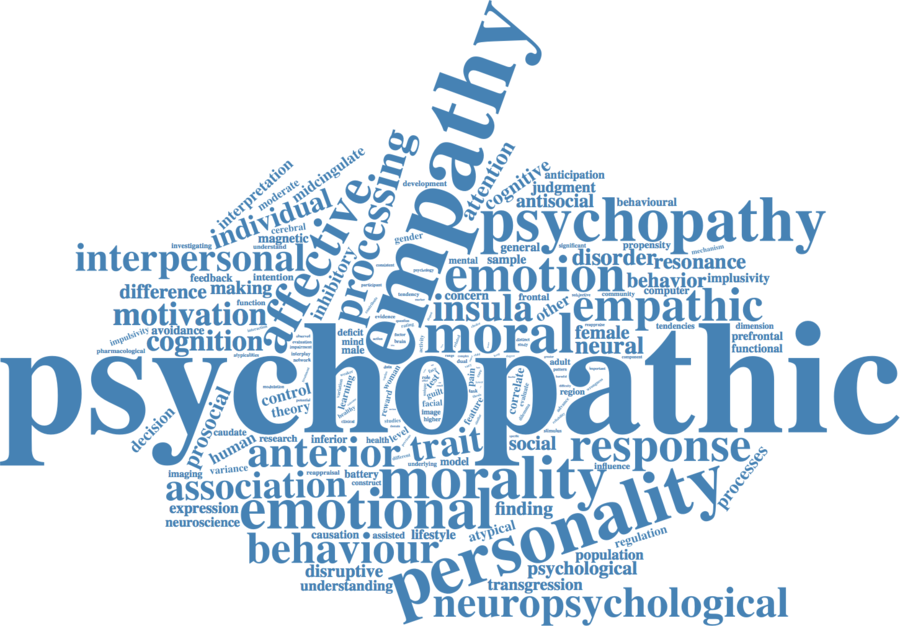 empathy
interpretation
moderate
midcingulate
individual
cerebral
magnetic
affective
processing
development
attention
cognitive
anticipation
judgment
antisocial
behavioural
psychopathy
gender
general
significant
propensity
mechanism
investigating
understand
interpersonal
feedback
intention
difference
making
inhibitory
mental
sample
disorder
resonance
emotion
behavior
implusivity
concern
frontal
community
computer
motivation
function
insula
other
empathic
impulsivity
avoidance
cognition
pharmacological
atypicalities
deficit
mind
male
brain
moral
female
neural
tendencies
dimension
prefrontal
functional
psychopathic
control
theory
learning
reward
woman
guilt
facial
image
higher
pain
feature
adult
correlate
evaluate
region
decision
prosocial
caudate
human
research
inferior
health
level
trait
social
response
variance
anterior
underlying
model
influence
imaging
reappraisal
battery
construct
association
morality
processes
expression
neuroscience
emotional
finding
personality
causation
assisted
lifestyle
atypical
regulation
behaviour
population
disruptive
psychological
understanding
transgression
neuropsychological